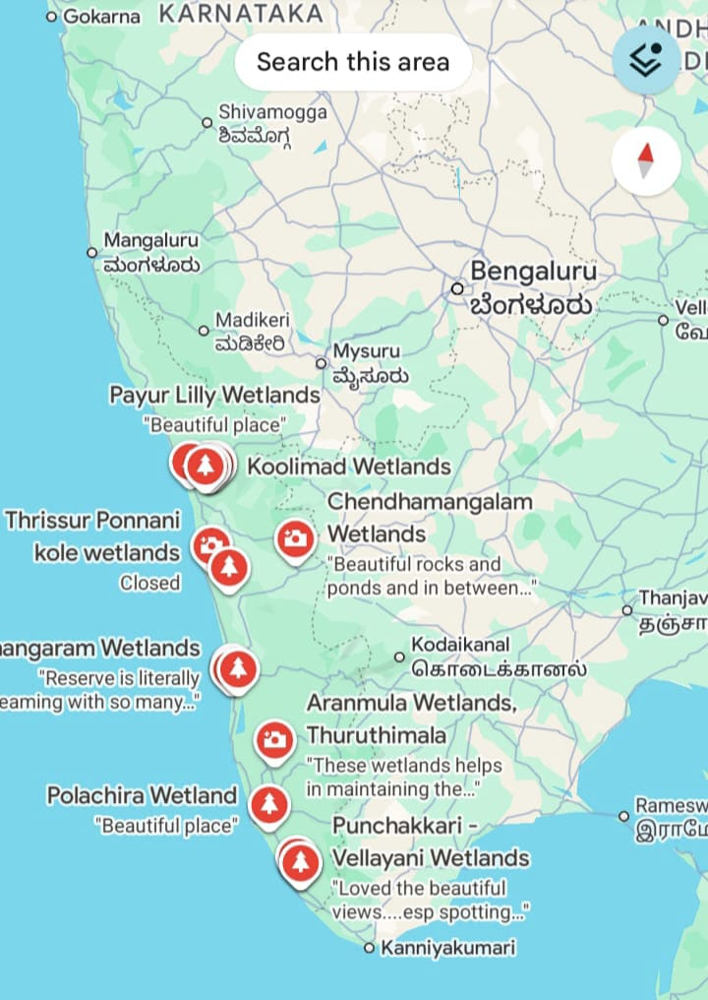 Gokarna
KARNATAKA
ANDH
Search this area
Shivamogga
ಶಿವಮೊಗ್ಗ
Mangaluru
ಮಂಗಳೂರು
Bengaluru
ಬೆಂಗಳೂರು
Vell
வே
Madikeri
ಮಡಿಕೇರಿ
Mysuru
ಮೈಸೂರು
Payur Lilly Wetlands
"Beautiful place"
Koolimad Wetlands
Chendhamangalam
Wetlands
"Beautiful rocks and
ponds and in between..."
Thrissur Ponnani
kole wetlands
Closed
Thanjav
தஞ்சா
angaram Wetlands
"Reserve is literally
eaming with so many..."
Kodaikanal
கொடைக்கானல்
Aranmula Wetlands,
Thuruthimala
"These wetlands helps
in maintaining the..."
Polachira Wetland
"Beautiful place"
Punchakkari -
Vellayani Wetlands
"Loved the beautiful
views....esp spotting..."
Ramesw
இராமே
Kanniyakumari